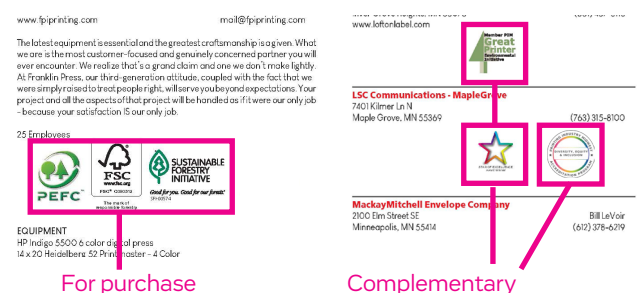 www.fpiprinting.com mail@fpiprinting.com
The latest equipment is essential and the greatest craftsmanship is a given. What
we are is the most customer-focused and genuinely concerned partner you will
ever encounter. We realize that's a grand claim and one we don't make lightly.
At Franklin Press, our third-generation attitude, coupled with the fact that we
were simply raised to treat people right, will serve you beyond expectations. Your
project and all the aspects of that project will be handled as if it were our only job
– because your satisfaction IS our only job.
25 Employees
PEFC
FSC
www.fsc.org
The mark of
responsible forestry
SUSTAINABLE
FORESTRY
INITIATIVE
Good for you. Good for our forests.
EQUIPMENT
HP Indigo 5500 6 color digital press
14 x 20 Heidelberg 52 Printmaster – 4 Color
For purchase
www.loftonlabel.com
Member PIM
Great
Printer
Environmental
Initiative
LSC Communications - MapleGrove
7401 Kilmer Ln N
Maple Grove, MN 55369 (763) 315-8100
DIVERSITY, EQUITY
& INCLUSION
MackayMitchell Envelope Company
2100 Elm Street SE Bill LeVoir
Minneapolis, MN 55414 (612) 378-6219
Complementary